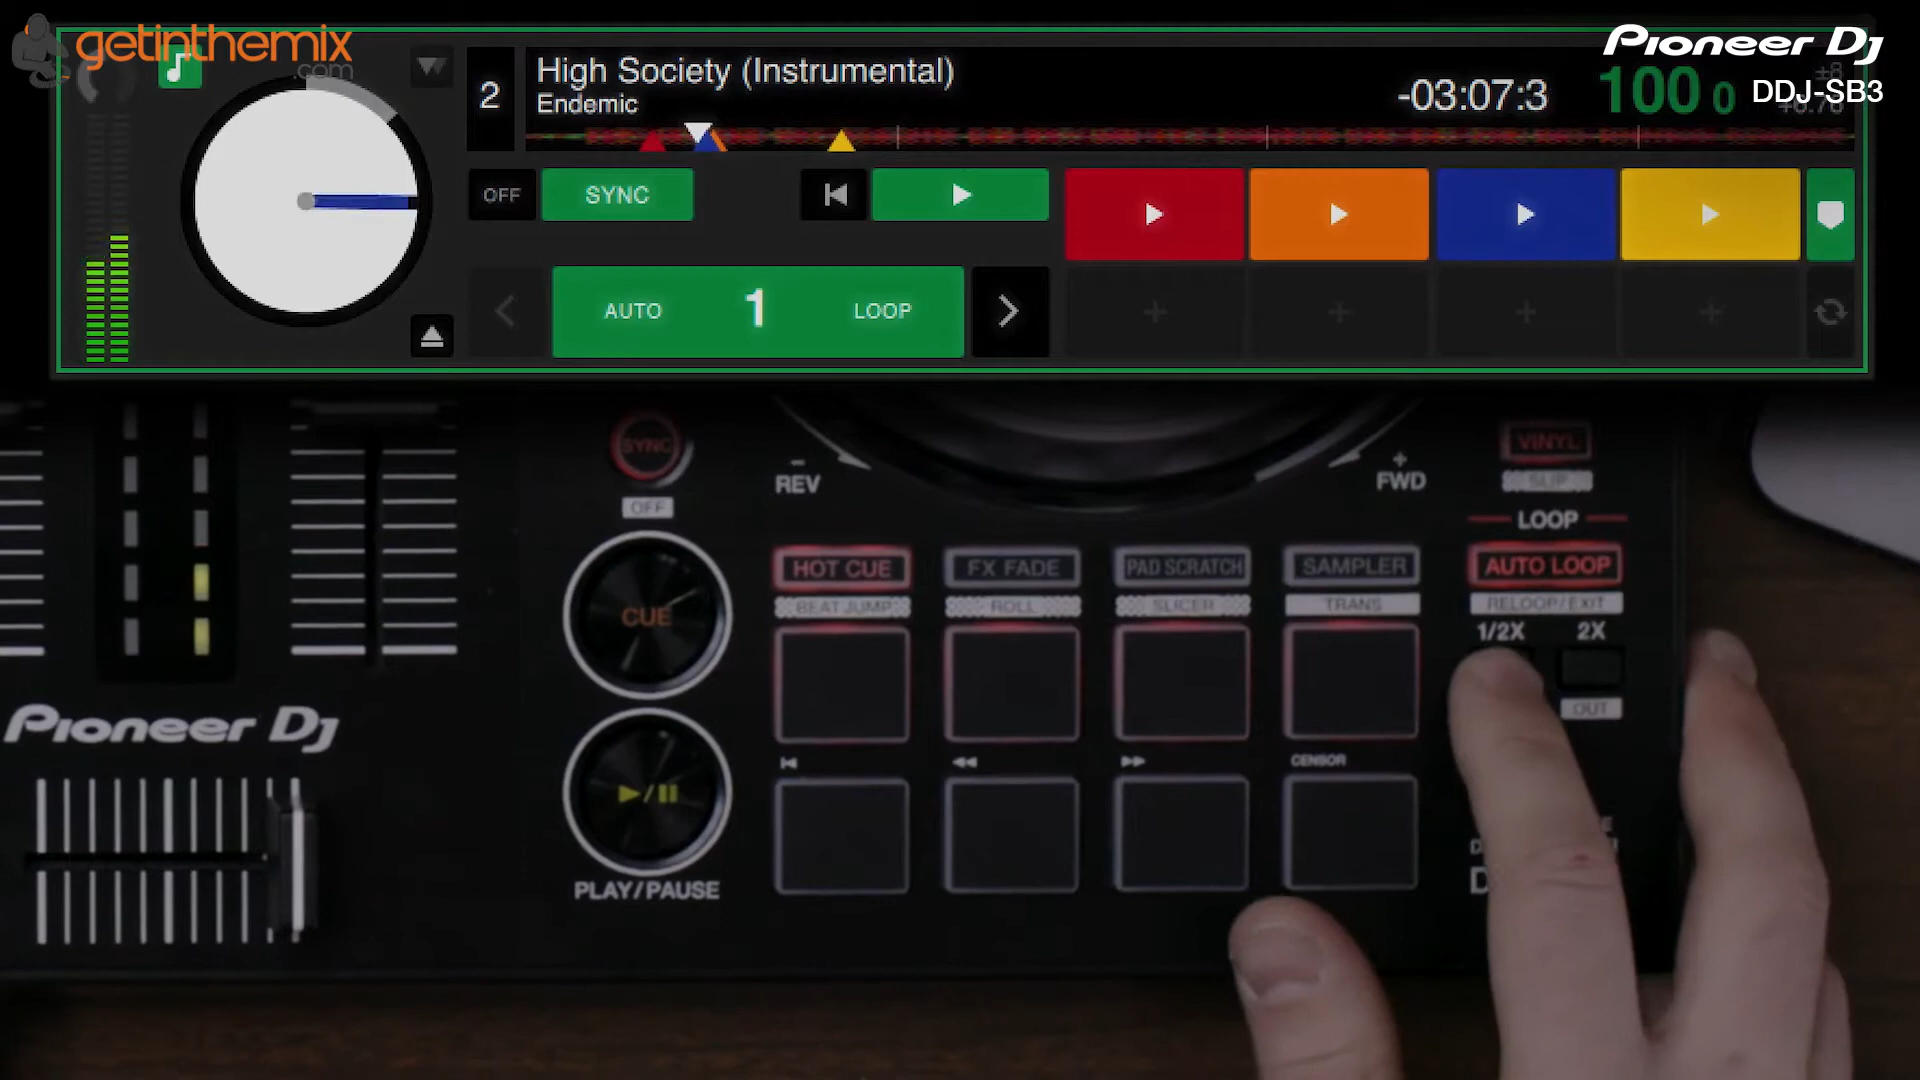 getinthemix
.com
Pioneer Dj
DDJ-SB3
2
High Society (Instrumental)
Endemic
-03:07:3
100 0
±8
OFF
SYNC
AUTO
1
LOOP
SYNC
OFF
REV
FWD
VINYL
SLIP
LOOP
HOT CUE
FX FADE
PAD SCRATCH
SAMPLER
AUTO LOOP
BEAT JUMP
ROLL
SLICER
TRANS
RELOOP/EXIT
1/2X
2X
CUE
OUT
Pioneer Dj
CENSOR
PLAY/PAUSE
D